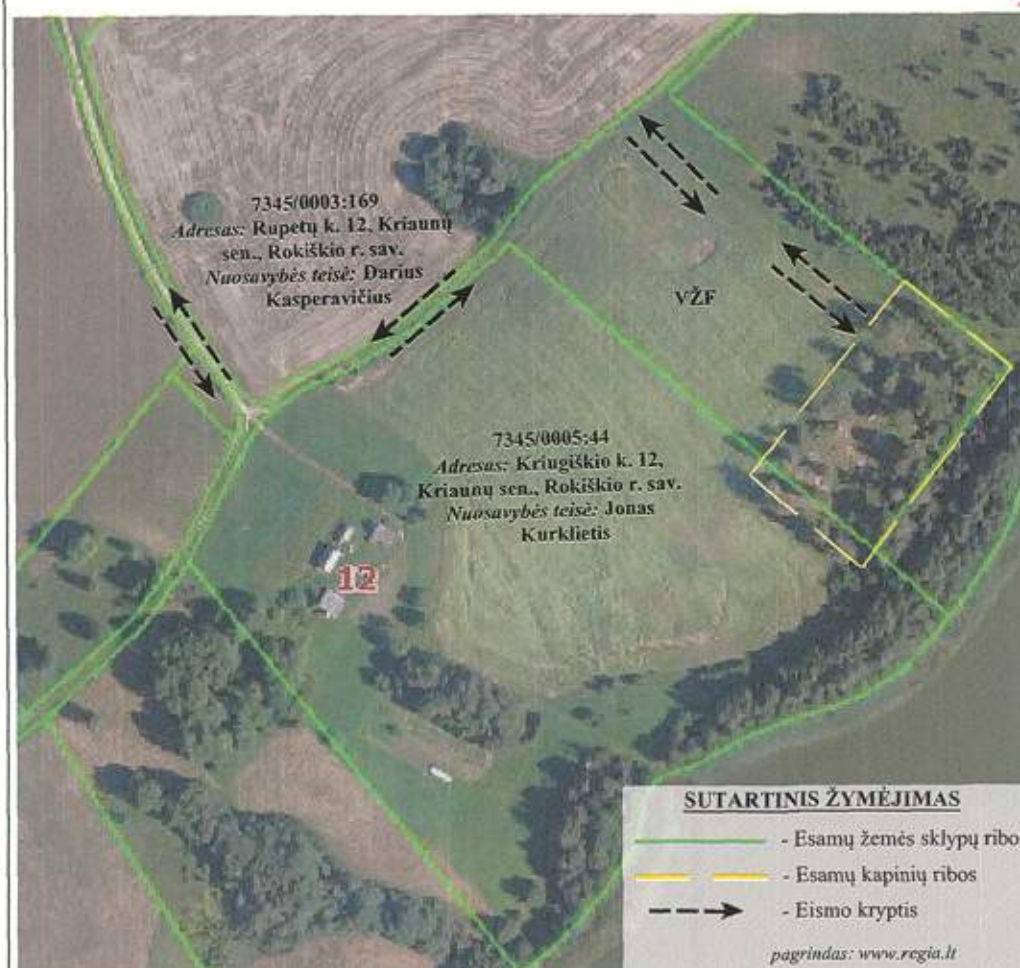 7345/0003:169
Adresas: Rupetų k. 12, Kriaunų
sen., Rokiškio r. sav.
Nuosavybės teisė: Darius
Kasperavičius
VŽF
7345/0005:44
Adresas: Kriugiškio k. 12,
Kriaunų sen., Rokiškio r. sav.
Nuosavybės teisė: Jonas
Kurklietis
12
SUTARTINIS ŽYMĖJIMAS
- Esamų žemės sklypų ribo
- Esamų kapinių ribos
- Eismo kryptis
pagrindas: www.regia.lt